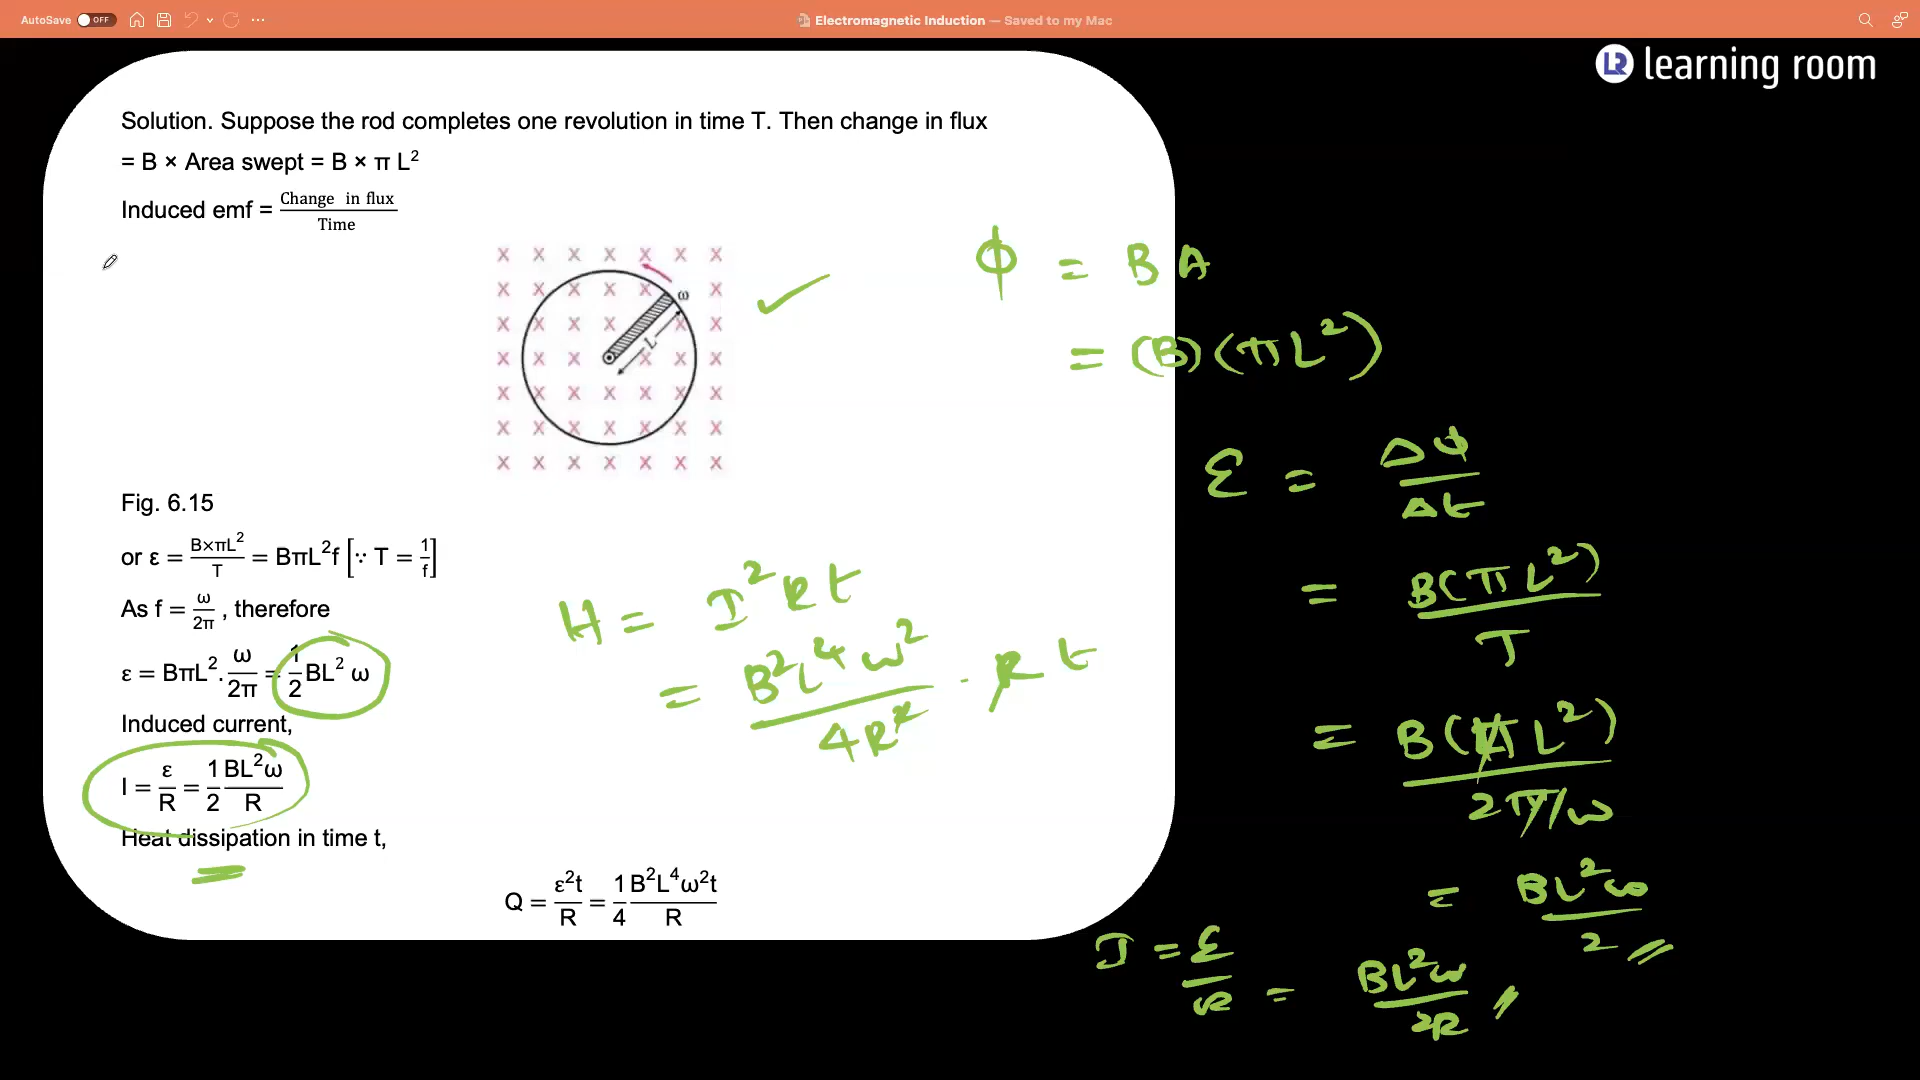 AutoSave OFF
Electromagnetic Induction — Saved to my Mac
LR learning room
Solution. Suppose the rod completes one revolution in time T. Then change in flux
= B × Area swept = B × π L²
Induced emf = Change in flux / Time
X X X X X X X
X X X X X ω X
X X X X X X
X X X L X X X
X X X X X X X
X X X X X X X
X X X X X X X
Fig. 6.15
or ε = B×πL² / T = BπL²f [∵ T = 1/f]
As f = ω/2π , therefore
ε = BπL². ω/2π = 1/2 BL² ω
Induced current,
I = ε/R = 1/2 BL²ω/R
Heat dissipation in time t,
Q = ε²t/R = 1/4 B²L⁴ω²t/R
H = I²Rt
= B²L⁴ω²/4R² . R t
ϕ = BA
= (B)(πL²)
ε = Δϕ/Δt
= B(πL²)/T
= B(πL²)/2π/ω
= BL²ω/2
I = ε/R = BL²ω/2R